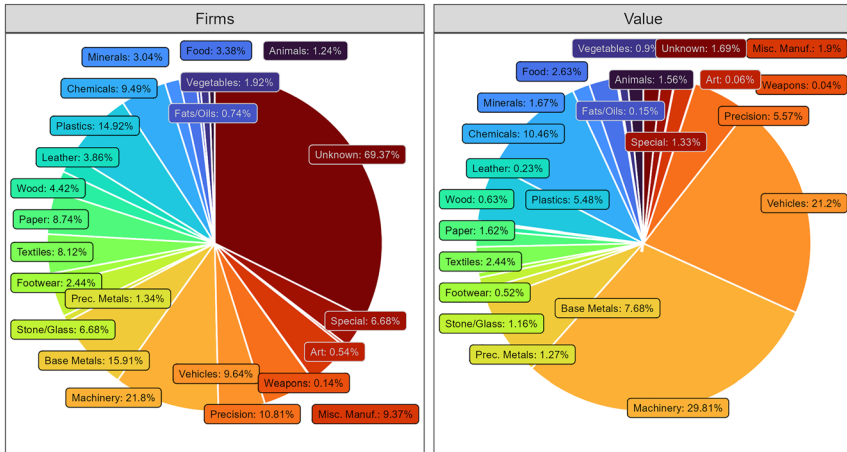 Firms
Minerals: 3.04%
Food: 3.38%
Animals: 1.24%
Chemicals: 9.49%
Vegetables: 1.92%
Plastics: 14.92%
Fats/Oils: 0.74%
Leather: 3.86%
Unknown: 69.37%
Wood: 4.42%
Paper: 8.74%
Textiles: 8.12%
Footwear: 2.44%
Prec. Metals: 1.34%
Stone/Glass: 6.68%
Special: 6.68%
Art: 0.54%
Base Metals: 15.91%
Vehicles: 9.64%
Weapons: 0.14%
Machinery: 21.8%
Precision: 10.81%
Misc. Manuf.: 9.37%
Value
Vegetables: 0.9%
Unknown: 1.69%
Misc. Manuf.: 1.9%
Food: 2.63%
Animals: 1.56%
Art: 0.06%
Weapons: 0.04%
Minerals: 1.67%
Fats/Oils: 0.15%
Precision: 5.57%
Chemicals: 10.46%
Special: 1.33%
Leather: 0.23%
Wood: 0.63%
Plastics: 5.48%
Vehicles: 21.2%
Paper: 1.62%
Textiles: 2.44%
Footwear: 0.52%
Base Metals: 7.68%
Stone/Glass: 1.16%
Prec. Metals: 1.27%
Machinery: 29.81%